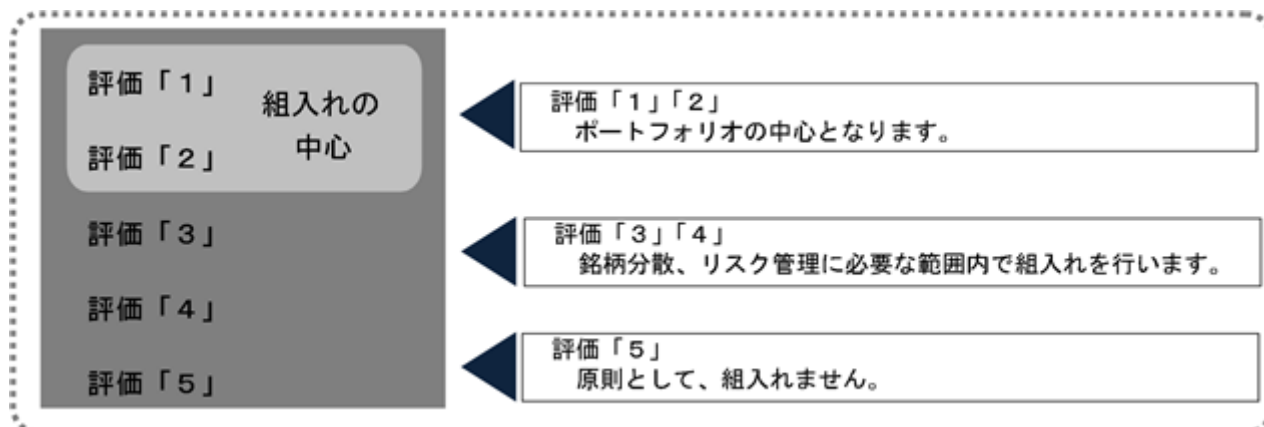 評価「１」
評価「２」
組入れの
中心
評価「３」
評価「４」
評価「５」
評価「１」「２」
ポートフォリオの中心となります。
評価「３」「４」
銘柄分散、リスク管理に必要な範囲内で組入れを行います。
評価「５」
原則として、組入れません。